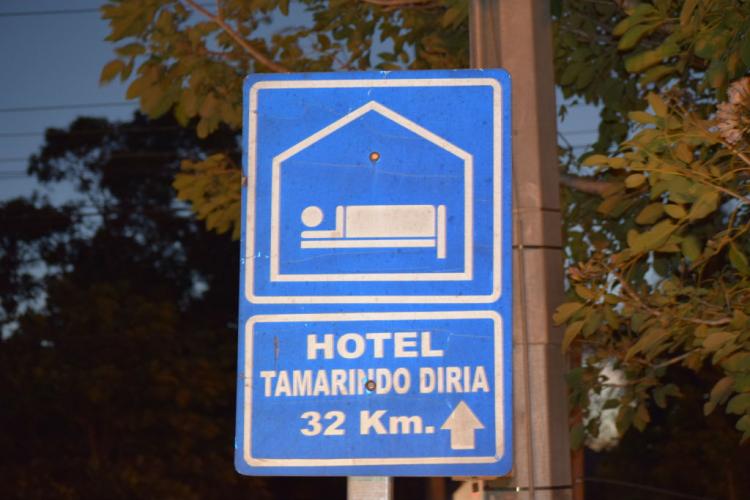 HOTEL
TAMARINDO DIRIA
32 Km.